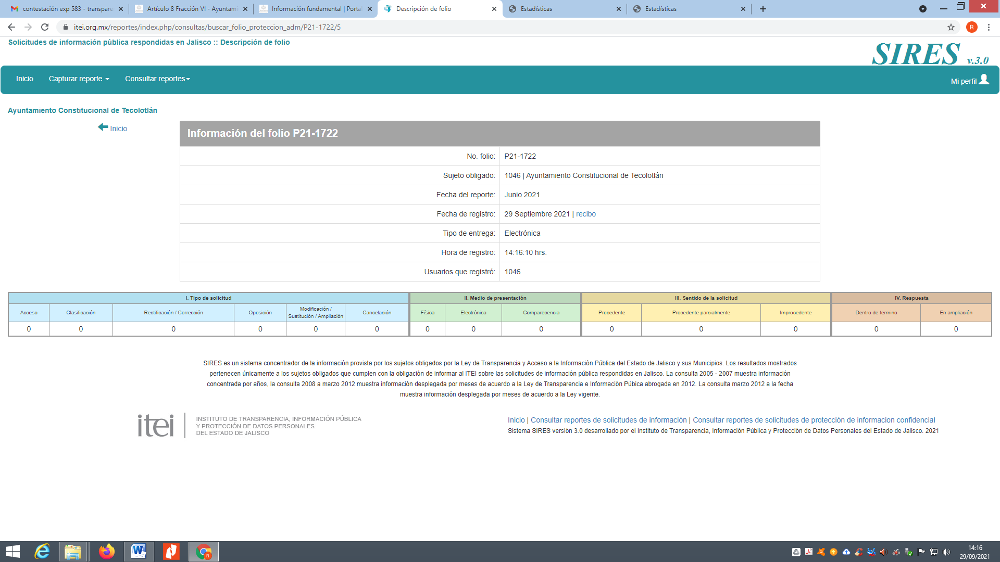 contestación exp 583 - transpare
Artículo 8 Fracción VI - Ayuntami
Información fundamental | Porta
Descripción de folio
Estadísticas
Estadísticas
itei.org.mx/reportes/index.php/consultas/buscar_folio_proteccion_adm/P21-1722/5
R
Solicitudes de información pública respondidas en Jalisco :: Descripción de folio
SIRES v.3.0
Inicio Capturar reporte Consultar reportes Mi perfil
Ayuntamiento Constitucional de Tecolotlán
Inicio
Información del folio P21-1722
No. folio: P21-1722
Sujeto obligado: 1046 | Ayuntamiento Constitucional de Tecolotlán
Fecha del reporte: Junio 2021
Fecha de registro: 29 Septiembre 2021 | recibo
Tipo de entrega: Electrónica
Hora de registro: 14:16:10 hrs.
Usuarios que registró: 1046
I. Tipo de solicitud II. Medio de presentación III. Sentido de la solicitud IV. Respuesta
Acceso Clasificación Rectificación / Corrección Oposición Modificación / Sustitución / Ampliación Cancelación Física Electrónica Comparecencia Procedente Procedente parcialmente Improcedente Dentro de termino En ampliación
0 0 0 0 0 0 0 0 0 0 0 0 0 0
SIRES es un sistema concentrador de la información provista por los sujetos obligados por la Ley de Transparencia y Acceso a la Información Pública del Estado de Jalisco y sus Municipios. Los resultados mostrados
pertenecen únicamente a los sujetos obligados que cumplen con la obligación de informar al ITEI sobre las solicitudes de información pública respondidas en Jalisco. La consulta 2005 - 2007 muestra información
concentrada por años, la consulta 2008 a marzo 2012 muestra información desplegada por meses de acuerdo a la Ley de Transparencia e Información Púbica abrogada en 2012. La consulta marzo 2012 a la fecha
muestra información desplegada por meses de acuerdo a la Ley vigente.
itei
INSTITUTO DE TRANSPARENCIA, INFORMACIÓN PÚBLICA
Y PROTECCIÓN DE DATOS PERSONALES
DEL ESTADO DE JALISCO
Inicio | Consultar reportes de solicitudes de información | Consultar reportes de solicitudes de protección de informacion confidencial
Sistema SIRES versión 3.0 desarrollado por el Instituto de Transparencia, Información Pública y Protección de Datos Personales del Estado de Jalisco. 2021
14:16
29/09/2021